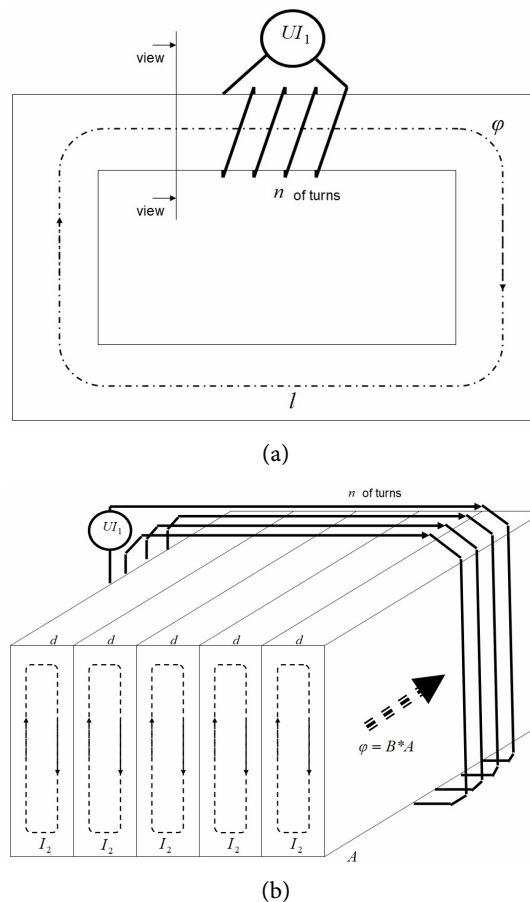 UI₁
view
φ
view
n of turns
l
(a)
n of turns
UI₁
d d d d d
φ = B*A
I₂ I₂ I₂ I₂ I₂
A
(b)